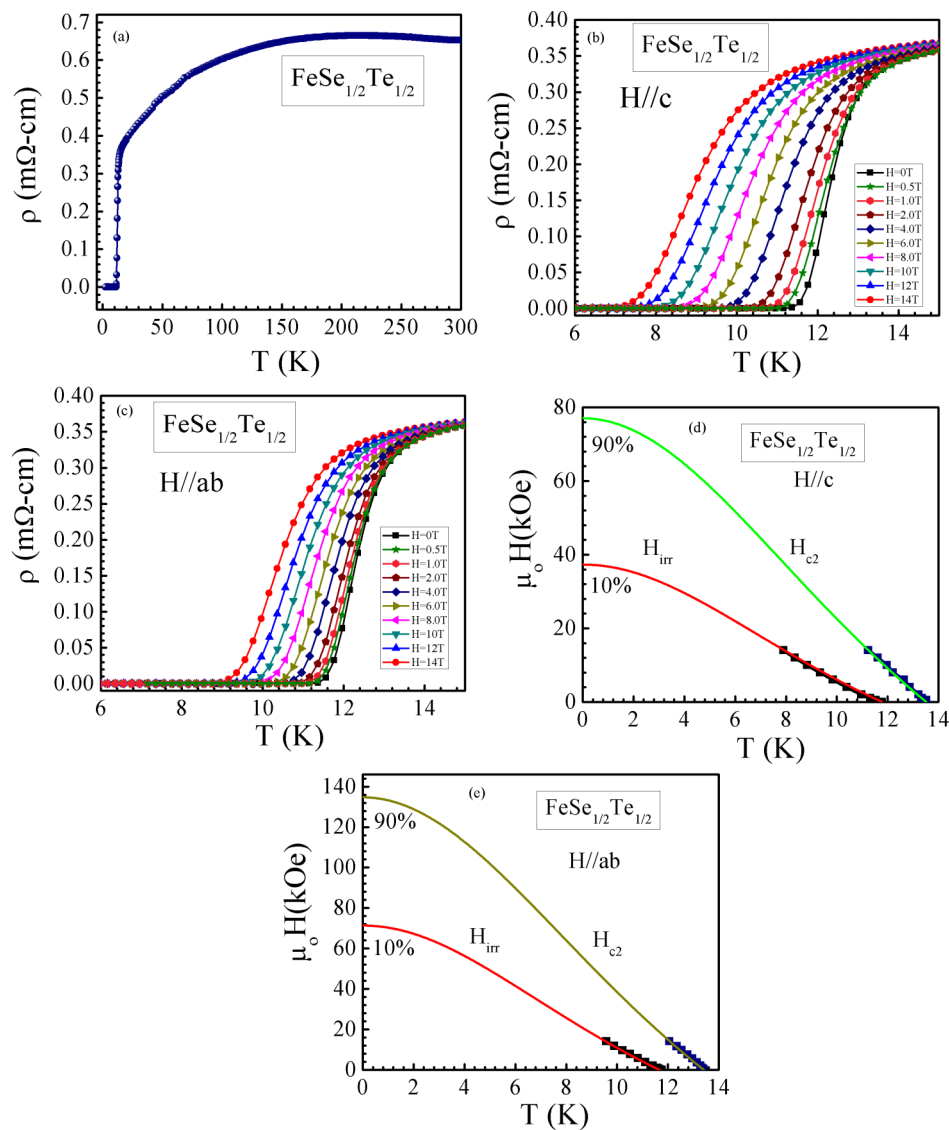 (a)
FeSe1/2Te1/2
ρ (mΩ-cm)
0.7
0.6
0.5
0.4
0.3
0.2
0.1
0.0
0 50 100 150 200 250 300
T (K)
(b)
FeSe1/2Te1/2
H//c
ρ (mΩ-cm)
0.40
0.35
0.30
0.25
0.20
0.15
0.10
0.05
0.00
H=0T
H=0.5T
H=1.0T
H=2.0T
H=4.0T
H=6.0T
H=8.0T
H=10T
H=12T
H=14T
6 8 10 12 14
T (K)
(c)
FeSe1/2Te1/2
H//ab
ρ (mΩ-cm)
0.40
0.35
0.30
0.25
0.20
0.15
0.10
0.05
0.00
H=0T
H=0.5T
H=1.0T
H=2.0T
H=4.0T
H=6.0T
H=8.0T
H=10T
H=12T
H=14T
6 8 10 12 14
T (K)
(d)
FeSe1/2Te1/2
H//c
90%
Hc2
Hirr
10%
μoH(kOe)
80
60
40
20
0
0 2 4 6 8 10 12 14
T (K)
(e)
FeSe1/2Te1/2
H//ab
90%
Hirr
Hc2
10%
μoH(kOe)
140
120
100
80
60
40
20
0
0 2 4 6 8 10 12 14
T (K)